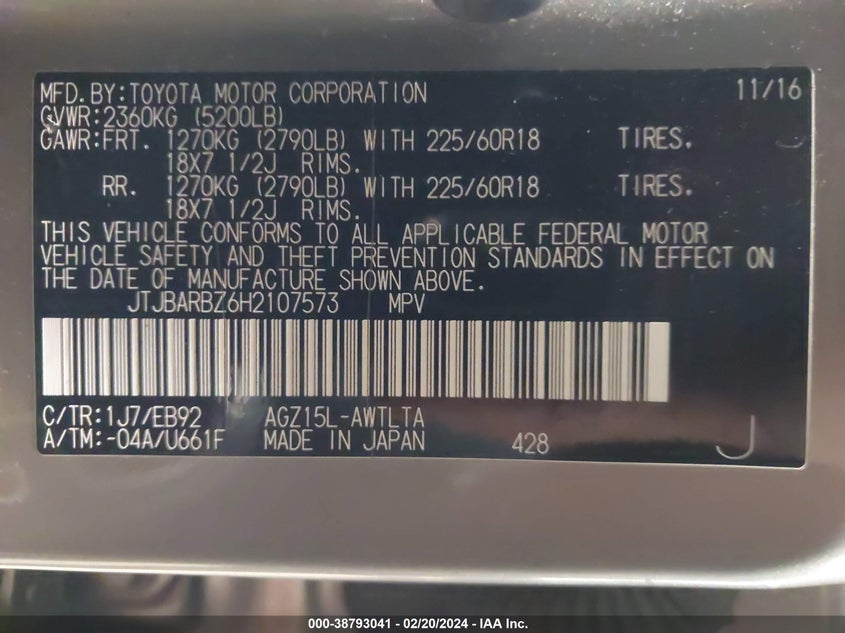 MFD.BY:TOYOTA MOTOR CORPORATION 11/16
GVWR:2360KG (5200LB)
GAWR:FRT. 1270KG (2790LB) WITH 225/60R18 TIRES.
18X7 1/2J RIMS.
RR. 1270KG (2790LB) WITH 225/60R18 TIRES.
18X7 1/2J RIMS.
THIS VEHICLE CONFORMS TO ALL APPLICABLE FEDERAL MOTOR
VEHICLE SAFETY AND THEFT PREVENTION STANDARDS IN EFFECT ON
THE DATE OF MANUFACTURE SHOWN ABOVE.
JTJBARBZ6H2107573 MPV
C/TR:1J7/EB92 AGZ15L-AWTLTA
A/TM:-04A/U661F MADE IN JAPAN 428 J
000-38793041 - 02/20/2024 - IAA Inc.